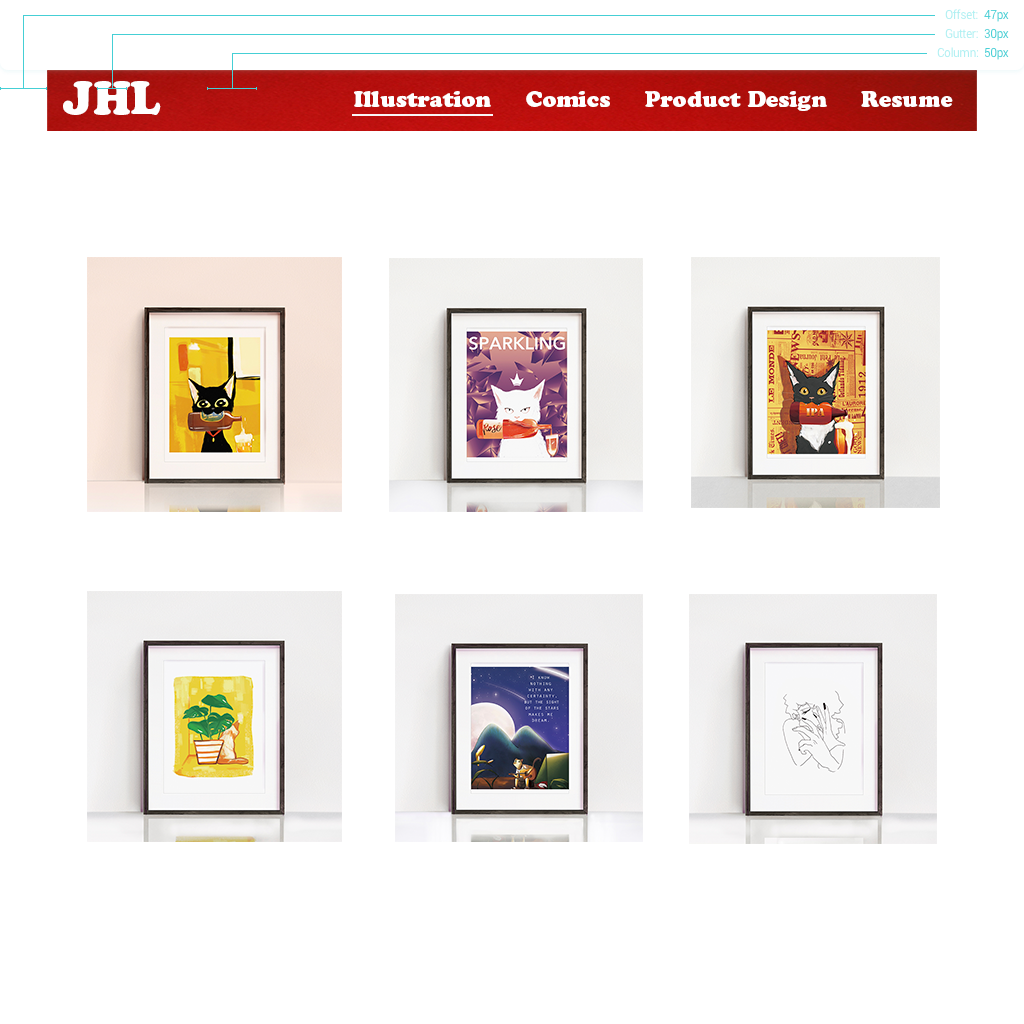 Offset: 47px
Gutter: 30px
Column: 50px
JHL Illustration Comics Product Design Resume
SPARKLING
Rosé
LE MONDE
NEWS
1912
IPA
"I KNOW
NOTHING
WITH ANY
CERTAINTY,
BUT THE SIGHT
OF THE STARS
MAKES ME
DREAM.